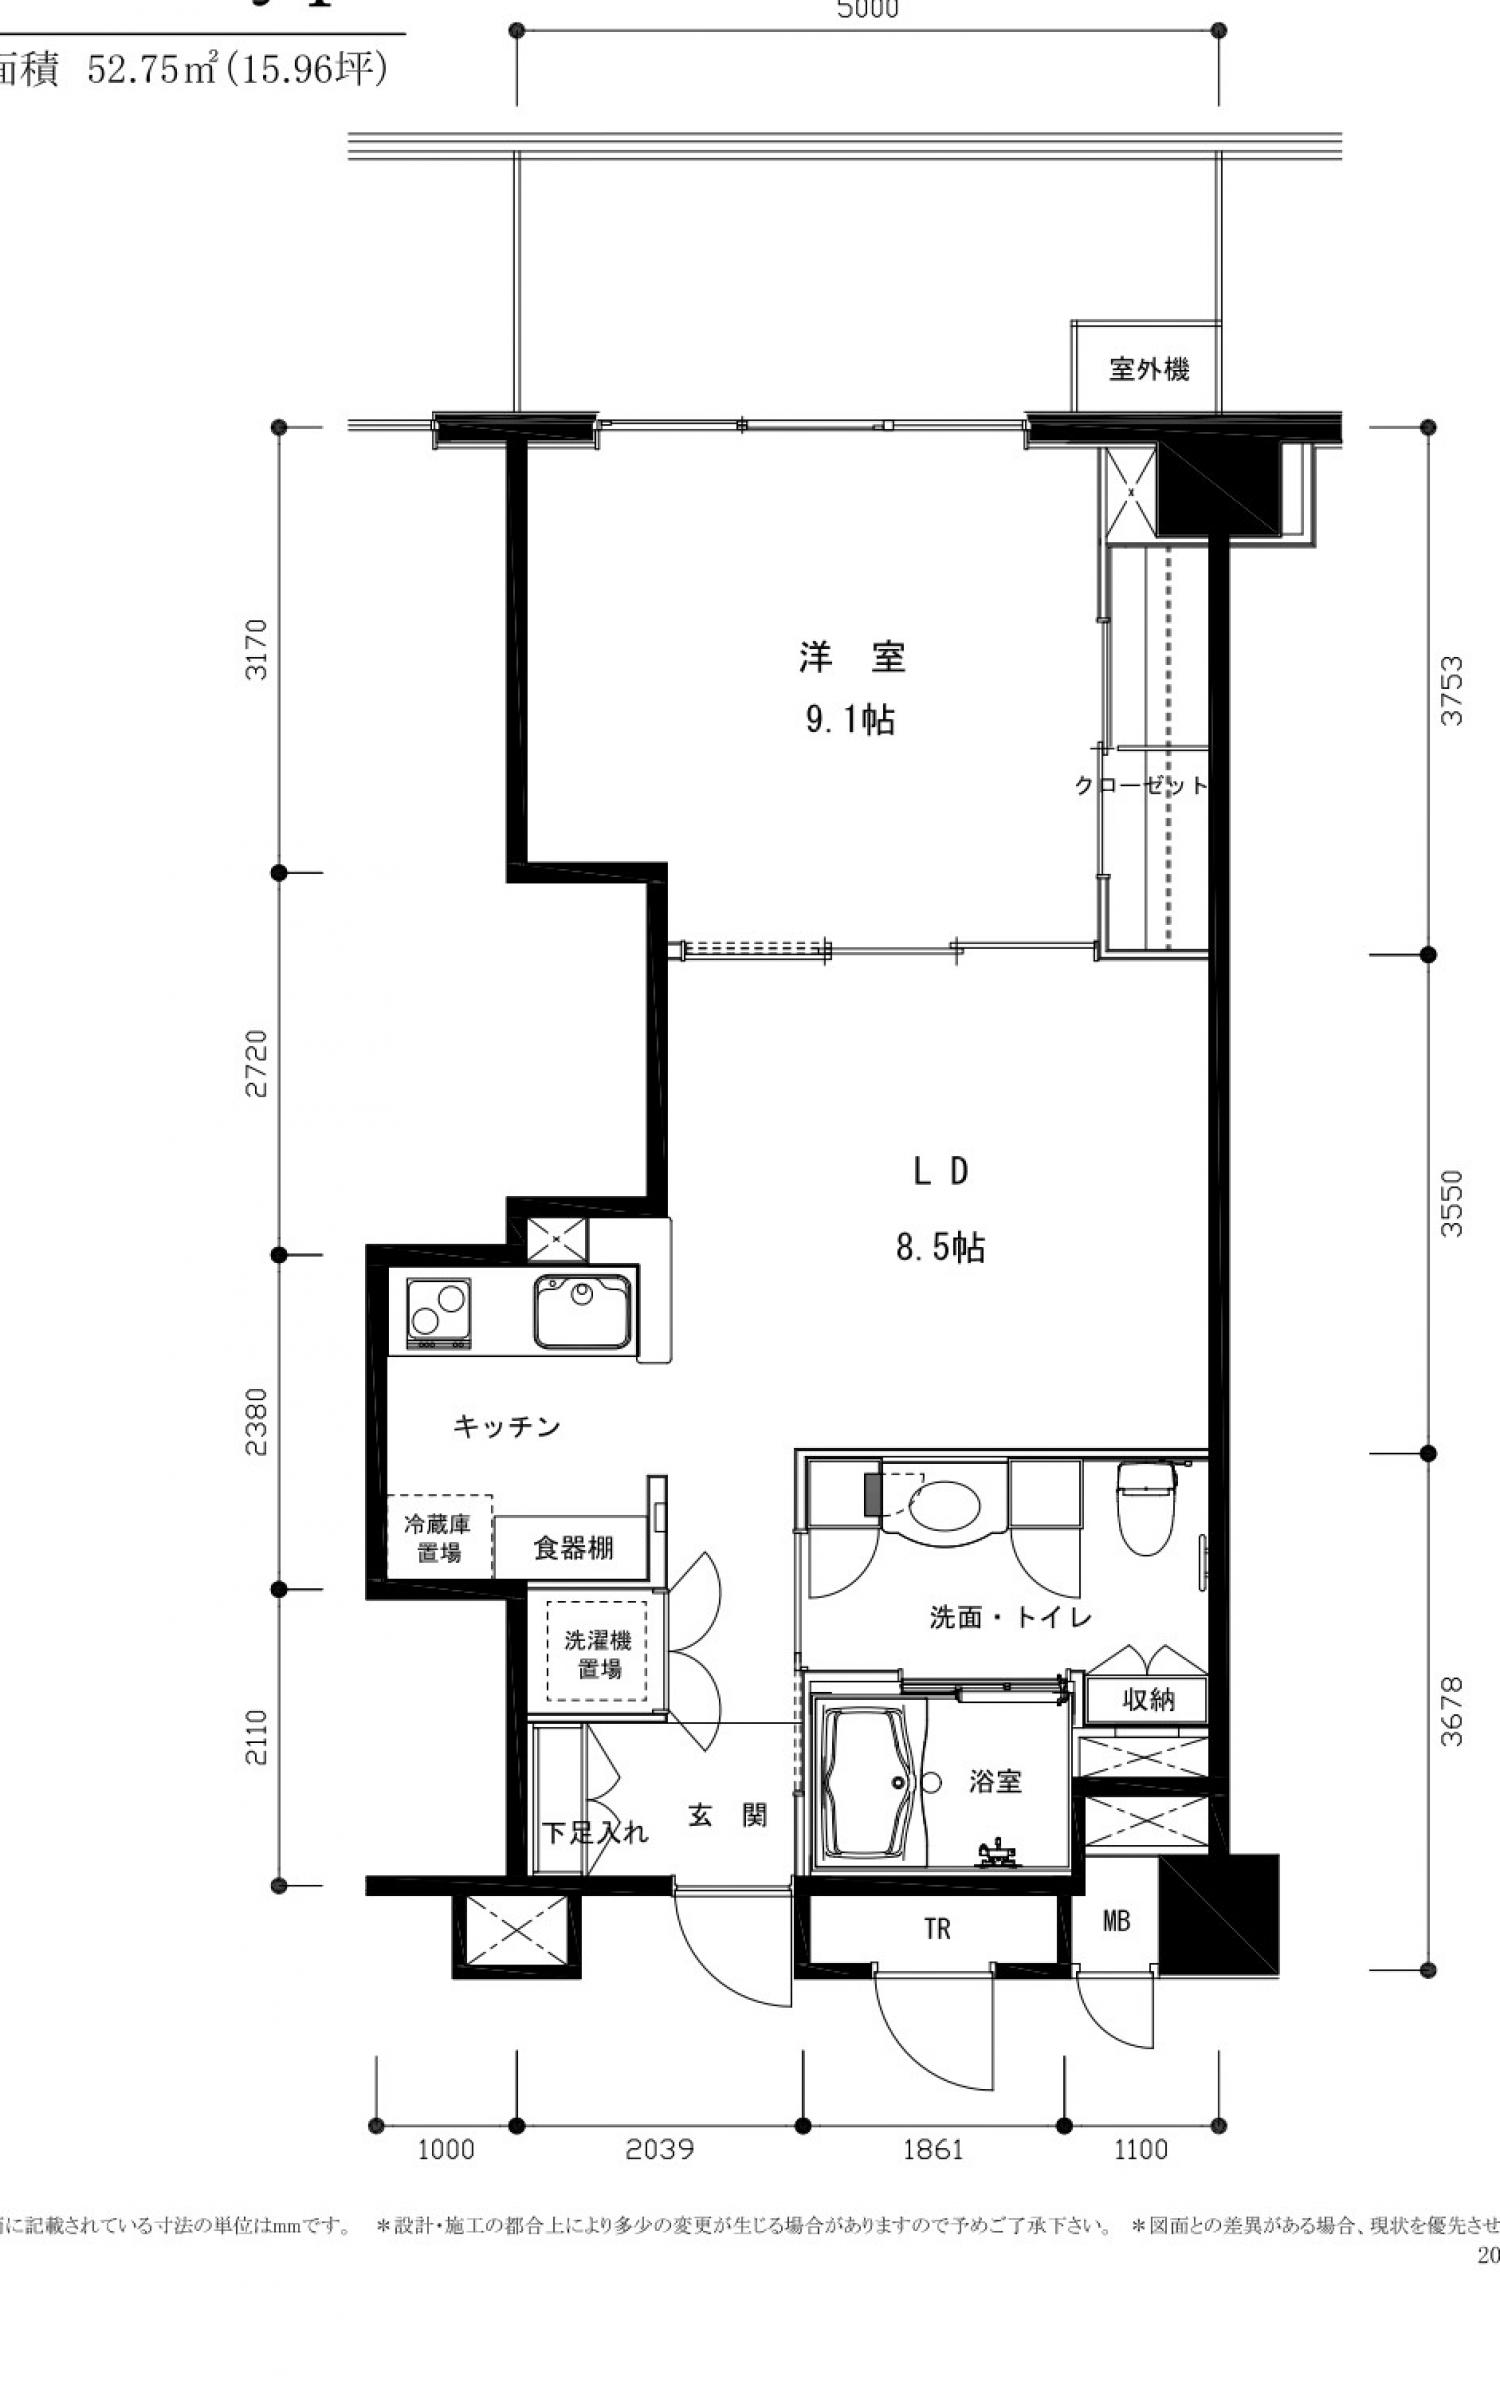 5000
面積 52.75㎡(15.96坪)
室外機
3170
3753
洋 室
9.1帖
クローゼット
2720
LD
8.5帖
3550
2380
キッチン
冷蔵庫
置場
食器棚
洗面・トイレ
洗濯機
置場
収納
3678
2110
浴室
玄 関
下足入れ
TR
MB
1000
2039
1861
1100
に記載されている寸法の単位はmmです。 ＊設計・施工の都合上により多少の変更が生じる場合がありますので予めご了承下さい。 ＊図面との差異がある場合、現状を優先させ
20